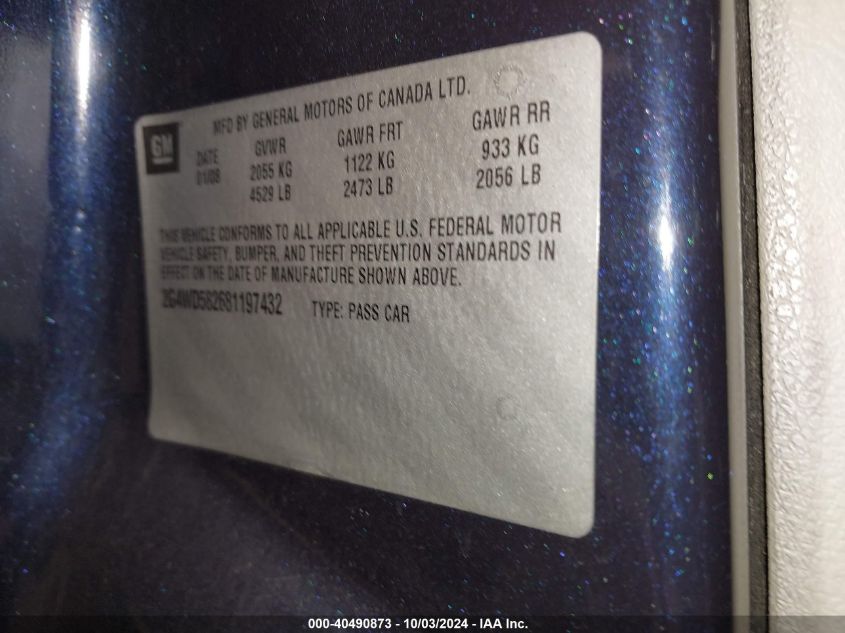 GM
MFD BY GENERAL MOTORS OF CANADA LTD.
DATE GVWR GAWR FRT GAWR RR
01/08 2055 KG 1122 KG 933 KG
4529 LB 2473 LB 2056 LB
THIS VEHICLE CONFORMS TO ALL APPLICABLE U.S. FEDERAL MOTOR
VEHICLE SAFETY, BUMPER, AND THEFT PREVENTION STANDARDS IN
EFFECT ON THE DATE OF MANUFACTURE SHOWN ABOVE.
2G4WD582681197432 TYPE: PASS CAR
000-40490873 - 10/03/2024 - IAA Inc.